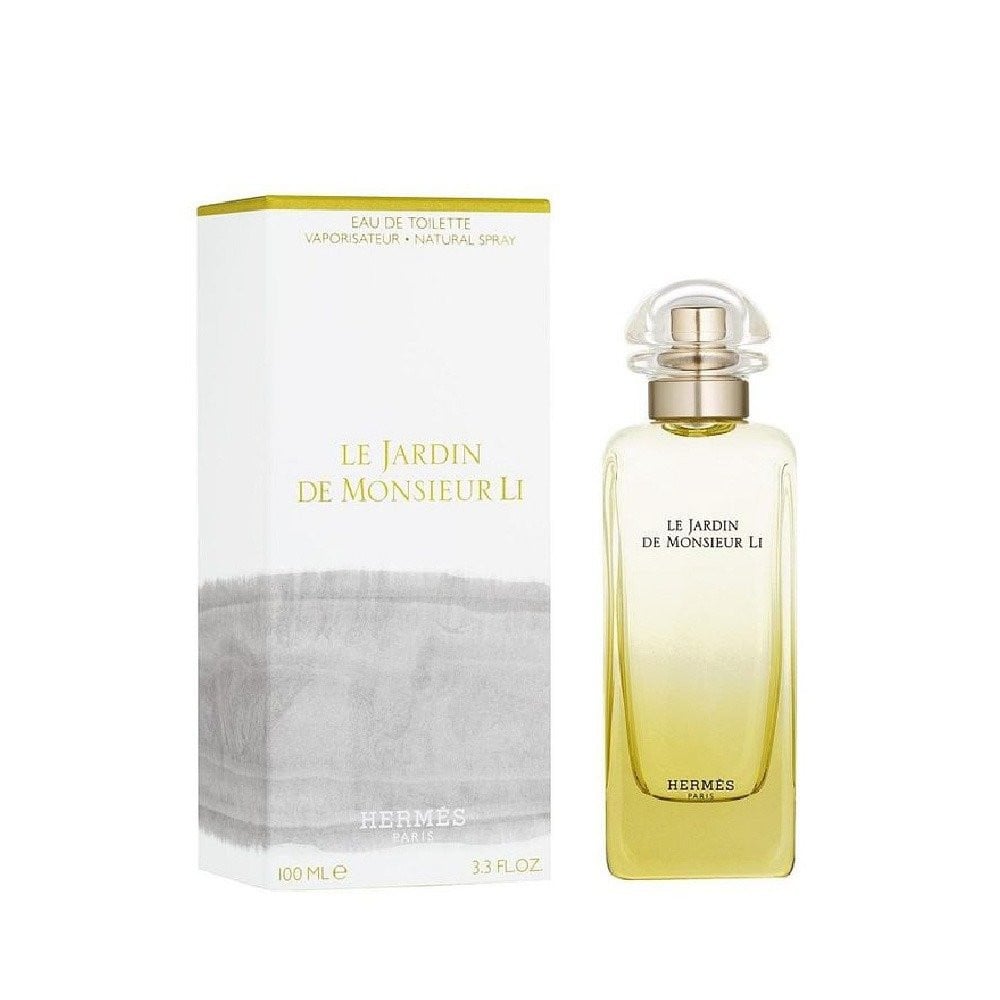 EAU DE TOILETTE
VAPORISATEUR • NATURAL SPRAY
LE JARDIN
DE MONSIEUR LI
HERMÈS
PARIS
100 ML e
3.3 FL.OZ
LE JARDIN
DE MONSIEUR LI
HERMÈS
PARIS